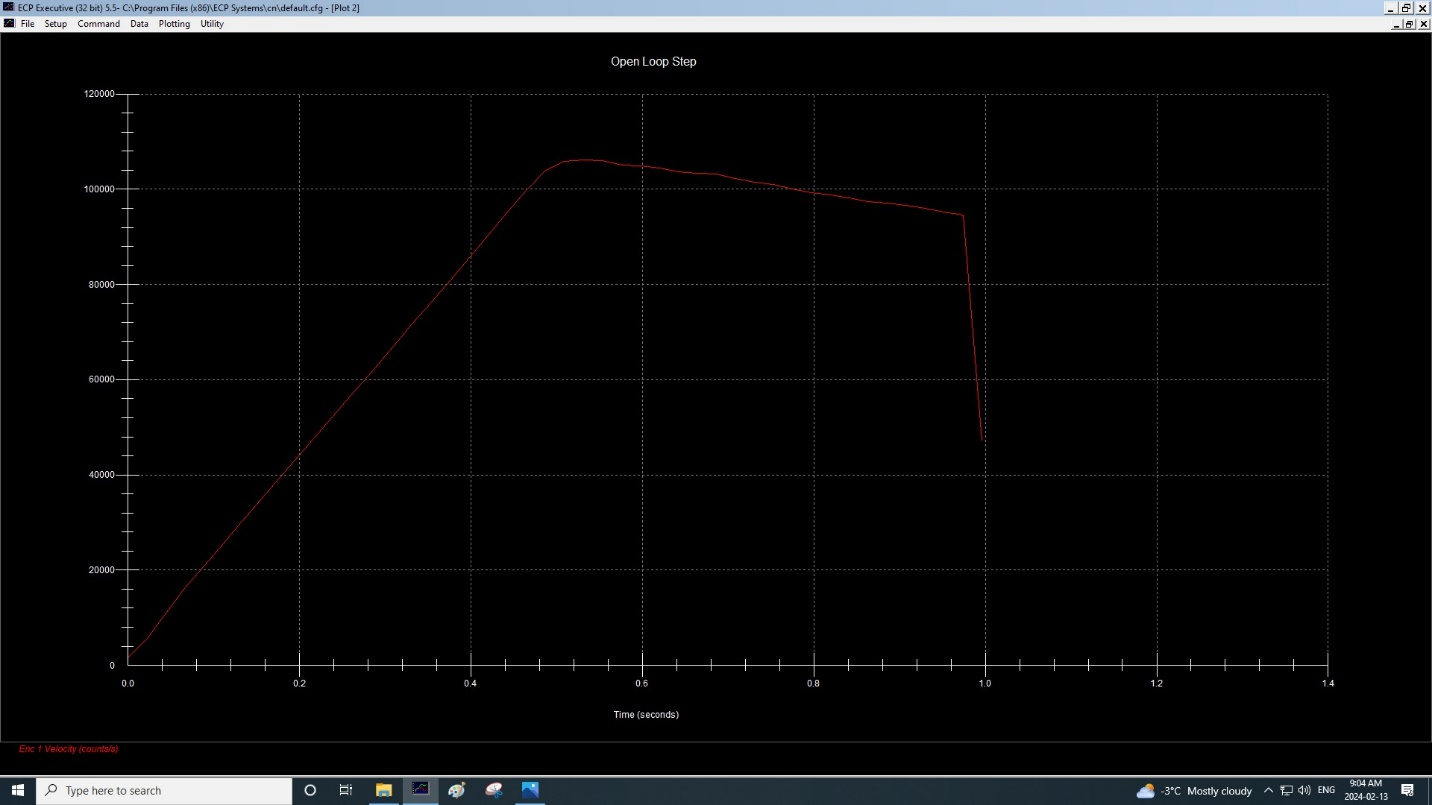 ECP Executive (32 bit) 5.5- C:\Program Files (x86)\ECP Systems\cn\default.cfg - [Plot 2]
File Setup Command Data Plotting Utility
Open Loop Step
120000
100000
80000
60000
40000
20000
0
0.0 0.2 0.4 0.6 0.8 1.0 1.2 1.4
Time (seconds)
Enc 1 Velocity (counts/s)
Type here to search
-3°C Mostly cloudy
ENG
9:04 AM
2024-02-13